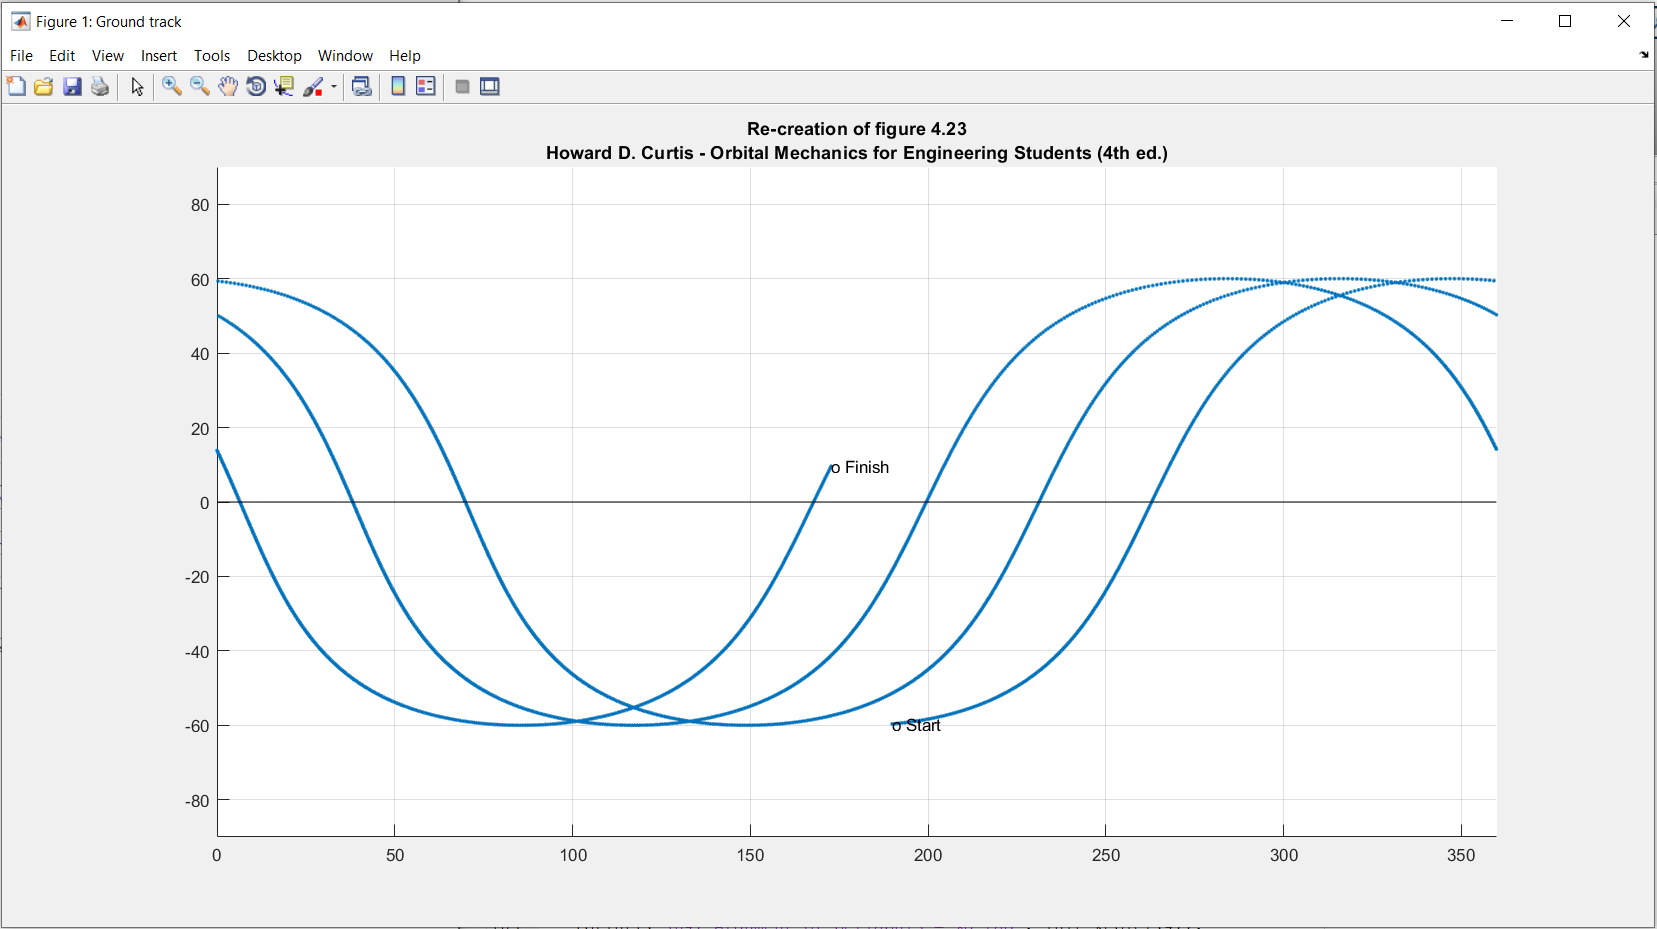 Figure 1: Ground track
File Edit View Insert Tools Desktop Window Help
Re-creation of figure 4.23
Howard D. Curtis - Orbital Mechanics for Engineering Students (4th ed.)
80
60
40
20
0
-20
-40
-60
-80
o Finish
o Start
0 50 100 150 200 250 300 350